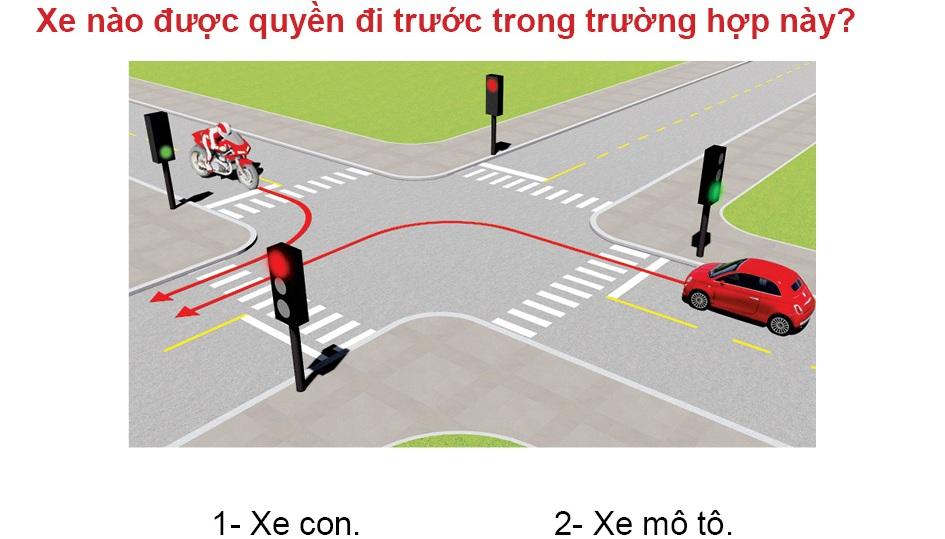 Xe nào được quyền đi trước trong trường hợp này?
1- Xe con. 2- Xe mô tô.